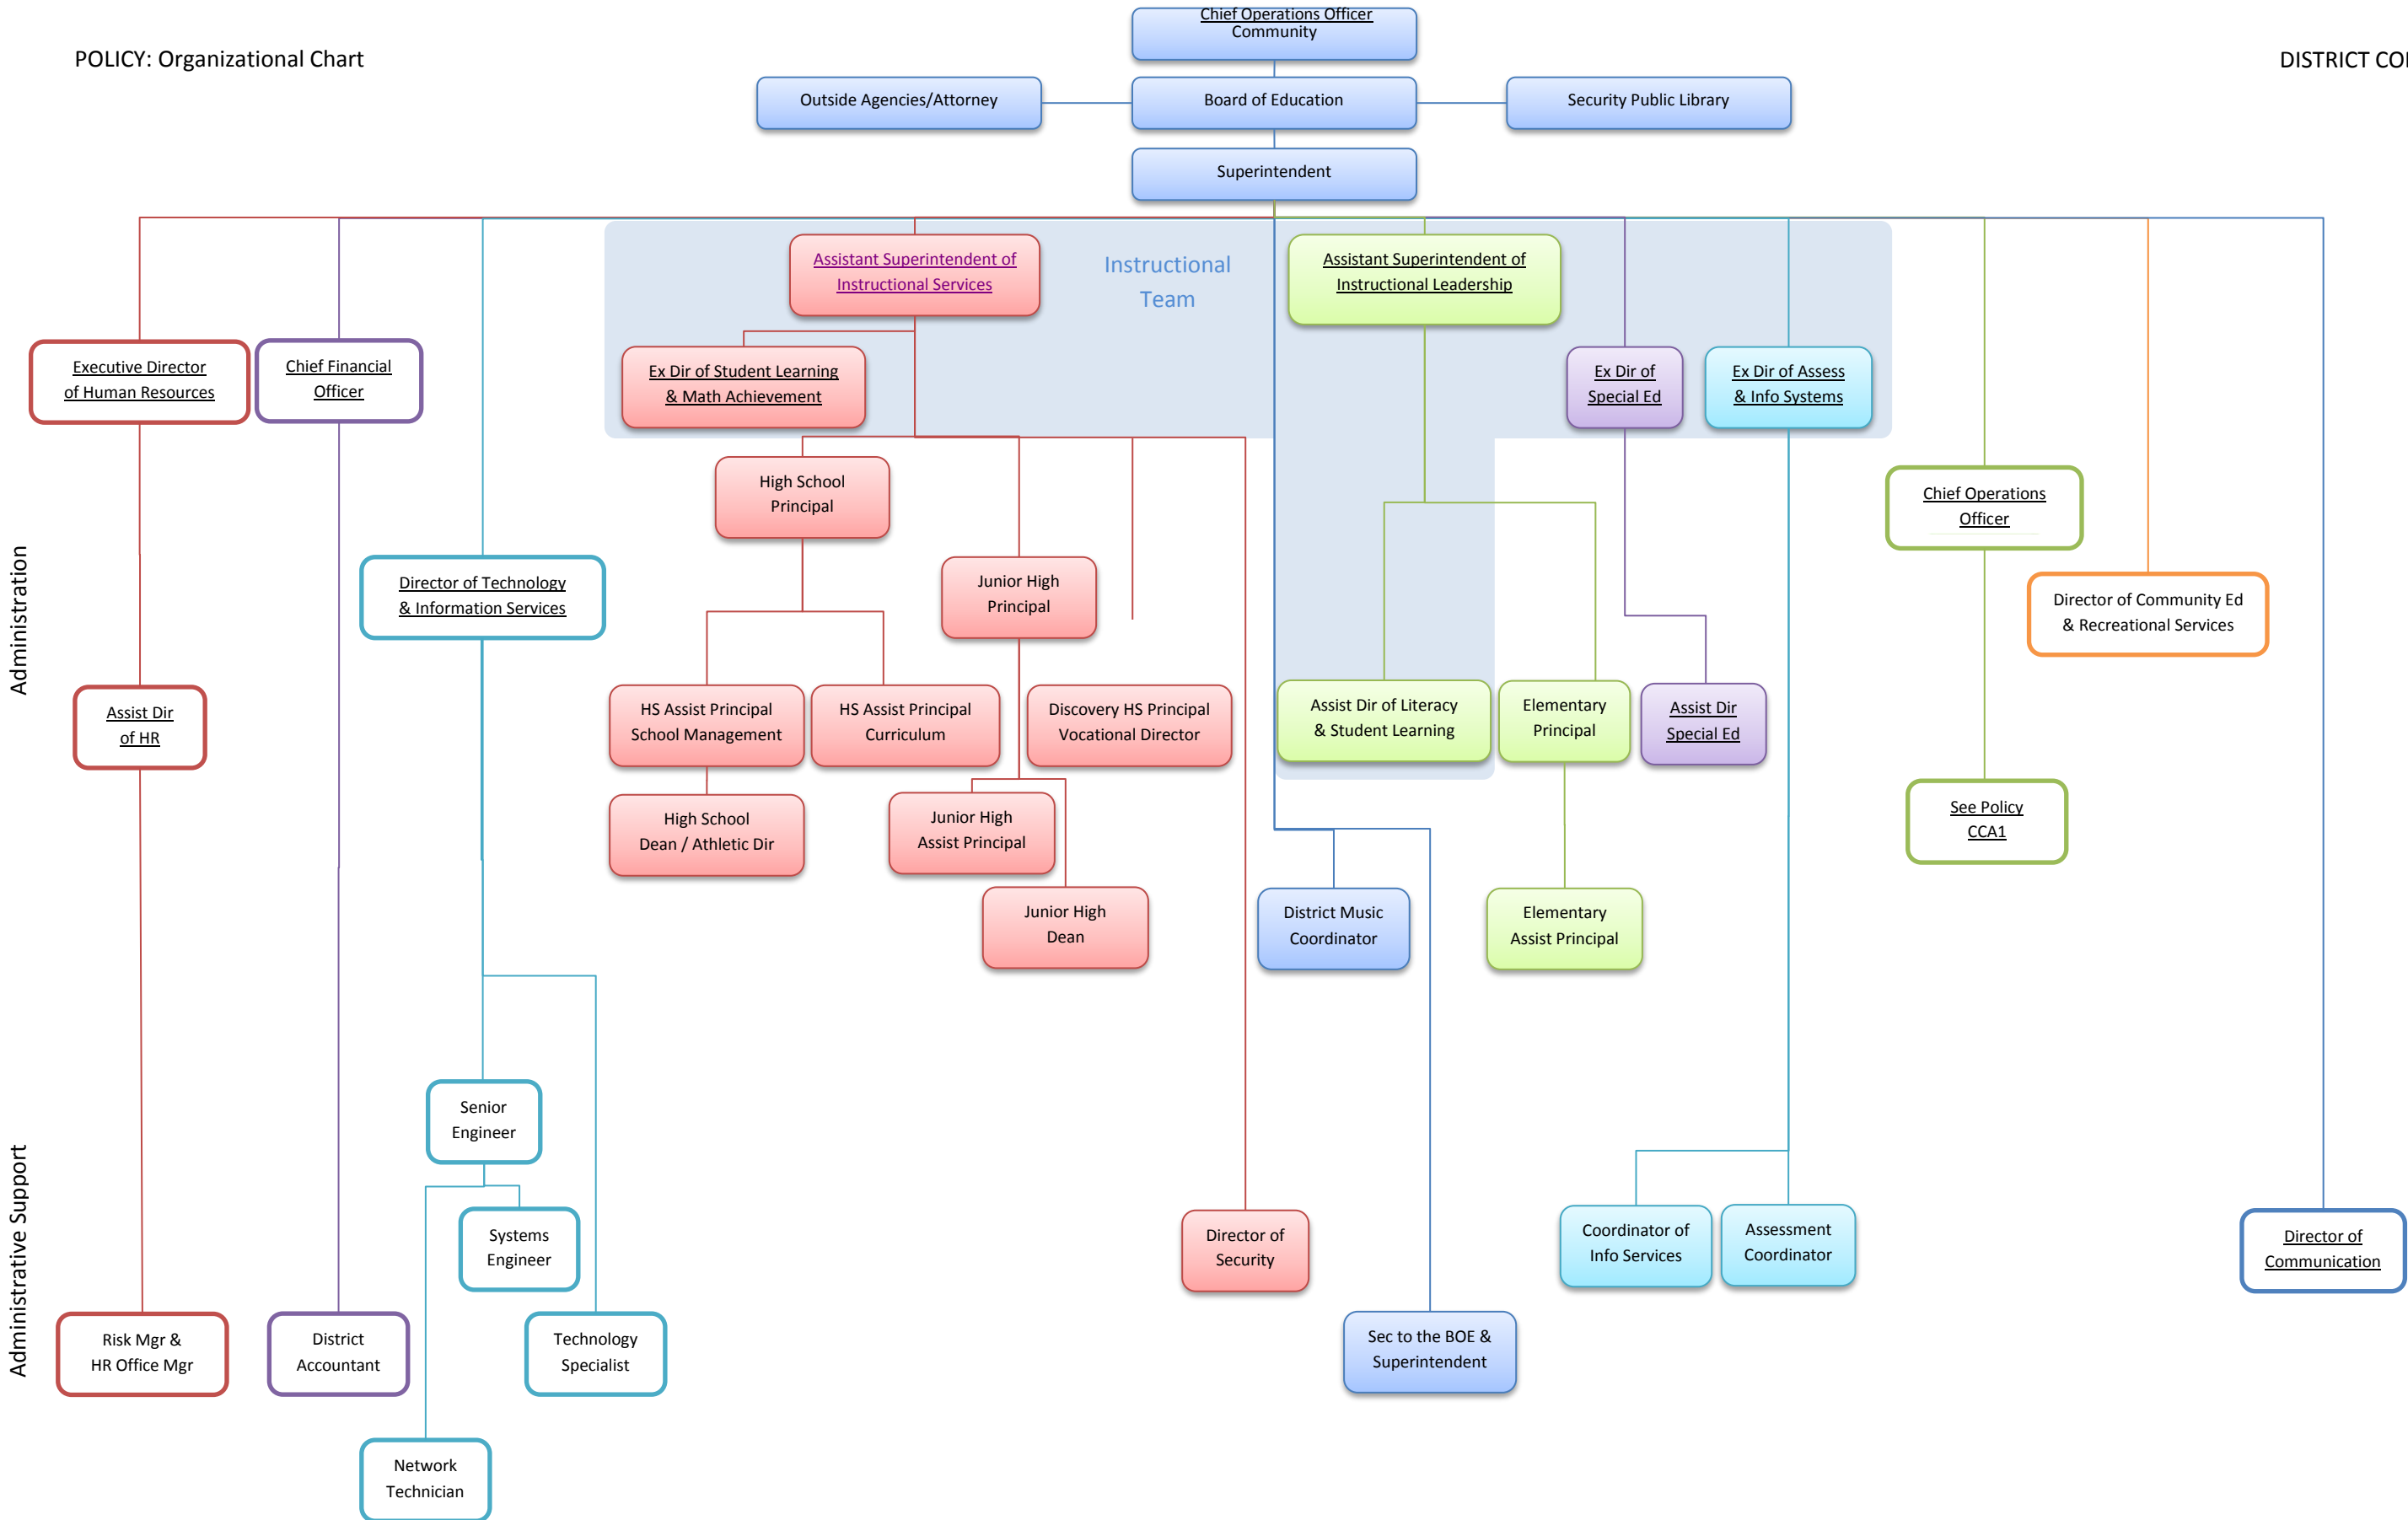 Chief Operations Officer
Community
POLICY: Organizational Chart
DISTRICT COI
Outside Agencies/Attorney
Board of Education
Security Public Library
Superintendent
Assistant Superintendent of
Instructional Services
Instructional
Team
Assistant Superintendent of
Instructional Leadership
Executive Director
of Human Resources
Chief Financial
Officer
Ex Dir of Student Learning
& Math Achievement
Ex Dir of
Special Ed
Ex Dir of Assess
& Info Systems
High School
Principal
Chief Operations
Officer
Administration
Director of Technology
& Information Services
Junior High
Principal
Director of Community Ed
& Recreational Services
Assist Dir
of HR
HS Assist Principal
School Management
HS Assist Principal
Curriculum
Discovery HS Principal
Vocational Director
Assist Dir of Literacy
& Student Learning
Elementary
Principal
Assist Dir
Special Ed
High School
Dean / Athletic Dir
Junior High
Assist Principal
See Policy
CCA1
Junior High
Dean
District Music
Coordinator
Elementary
Assist Principal
Senior
Engineer
Administrative Support
Systems
Engineer
Director of
Security
Coordinator of
Info Services
Assessment
Coordinator
Director of
Communication
Risk Mgr &
HR Office Mgr
District
Accountant
Technology
Specialist
Sec to the BOE &
Superintendent
Network
Technician